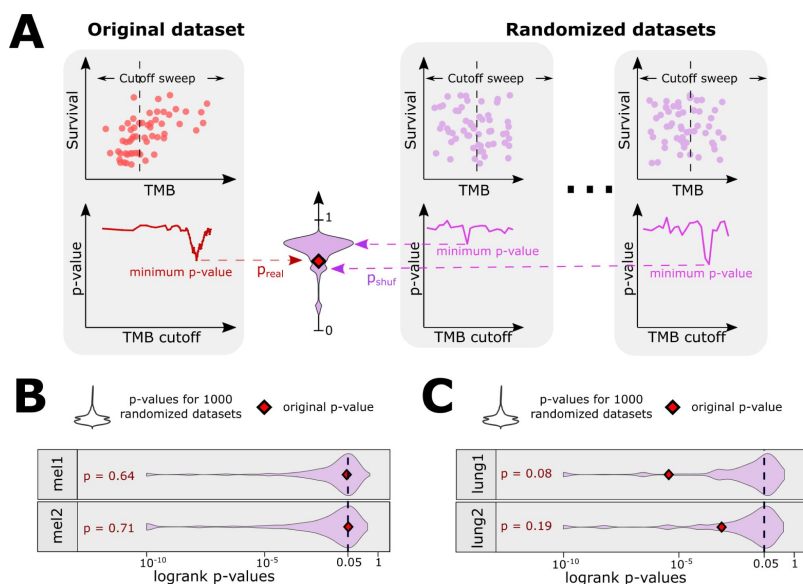 A
Original dataset
Randomized datasets
Cutoff sweep
Survival
TMB
Cutoff sweep
Survival
TMB
Cutoff sweep
Survival
TMB
...
p-value
minimum p-value
TMB cutoff
1
0
p_real
p_shuf
p-value
minimum p-value
TMB cutoff
p-value
minimum p-value
TMB cutoff
B
p-values for 1000
randomized datasets
original p-value
mel1
p = 0.64
mel2
p = 0.71
10^-10
10^-5
0.05
1
logrank p-values
C
p-values for 1000
randomized datasets
original p-value
lung1
p = 0.08
lung2
p = 0.19
10^-10
10^-5
0.05
1
logrank p-values